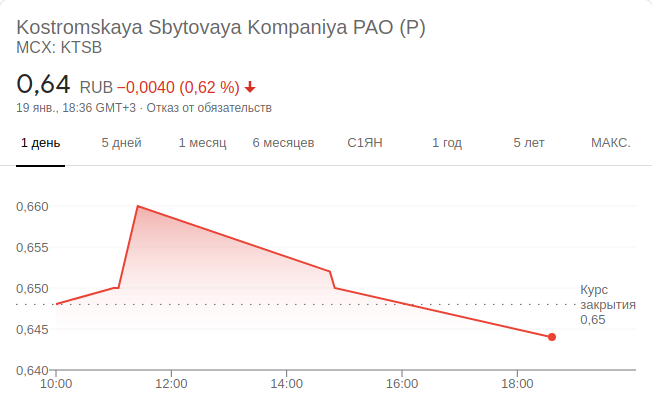 Kostromskaya Sbytovaya Kompaniya PAO (P)
MCX: KTSB
0,64 RUB −0,0040 (0,62 %)
19 янв., 18:36 GMT+3 · Отказ от обязательств
1 день 5 дней 1 месяц 6 месяцев С1ЯН 1 год 5 лет МАКС.
0,660
0,655
0,650
0,645
0,640
Курс
закрытия
0,65
10:00 12:00 14:00 16:00 18:00